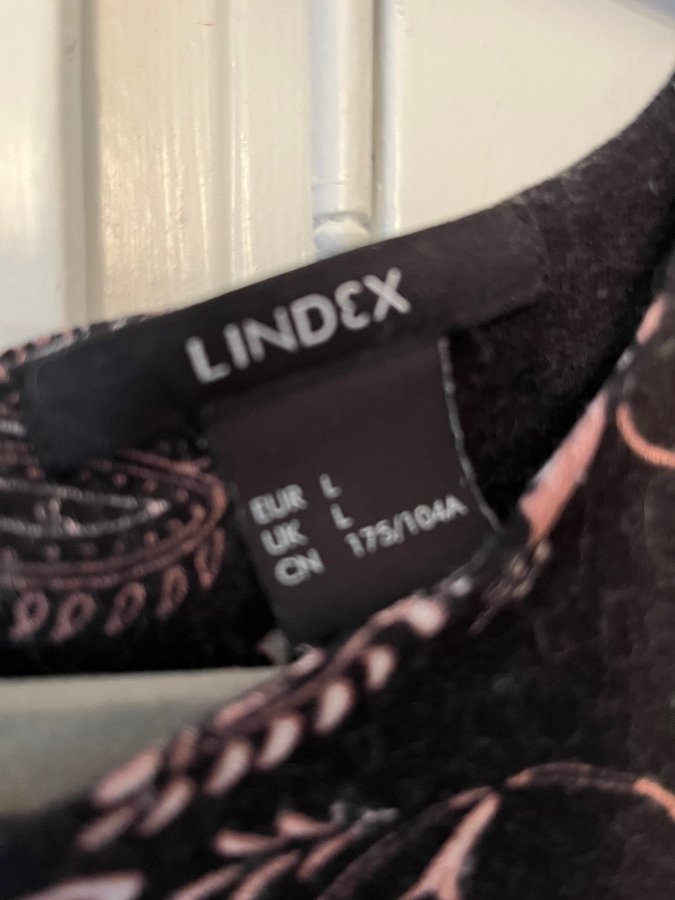 LINDEX
EUR L
UK L
CN 175/104A